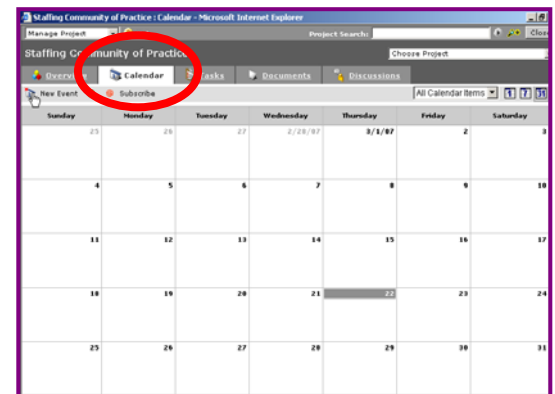 Staffing Community of Practice : Calendar - Microsoft Internet Explorer
Manage Project Project Search:
Staffing Community of Practice Choose Project
Overview Calendar Tasks Documents Discussions
New Event Subscribe All Calendar Items 1 7 31
Sunday Monday Tuesday Wednesday Thursday Friday Saturday
25 26 27 2/28/07 3/1/07 2 3
4 5 6 7 8 9 10
11 12 13 14 15 16 17
18 19 20 21 22 23 24
25 26 27 28 29 30 31